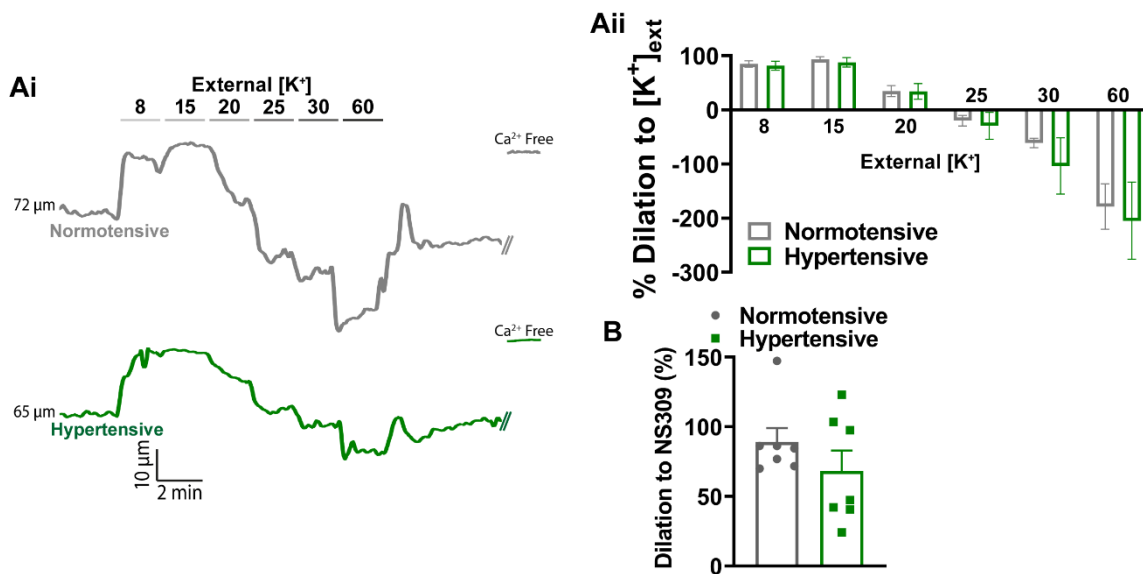 Ai
External [K⁺]
8 15 20 25 30 60
Ca²⁺ Free
72 µm
Normotensive
Ca²⁺ Free
65 µm
Hypertensive
10 µm
2 min
Aii
% Dilation to [K⁺]ext
100
0
-100
-200
-300
25 30 60
8 15 20
External [K⁺]
Normotensive
Hypertensive
B
Normotensive
Hypertensive
Dilation to NS309 (%)
150
100
50
0